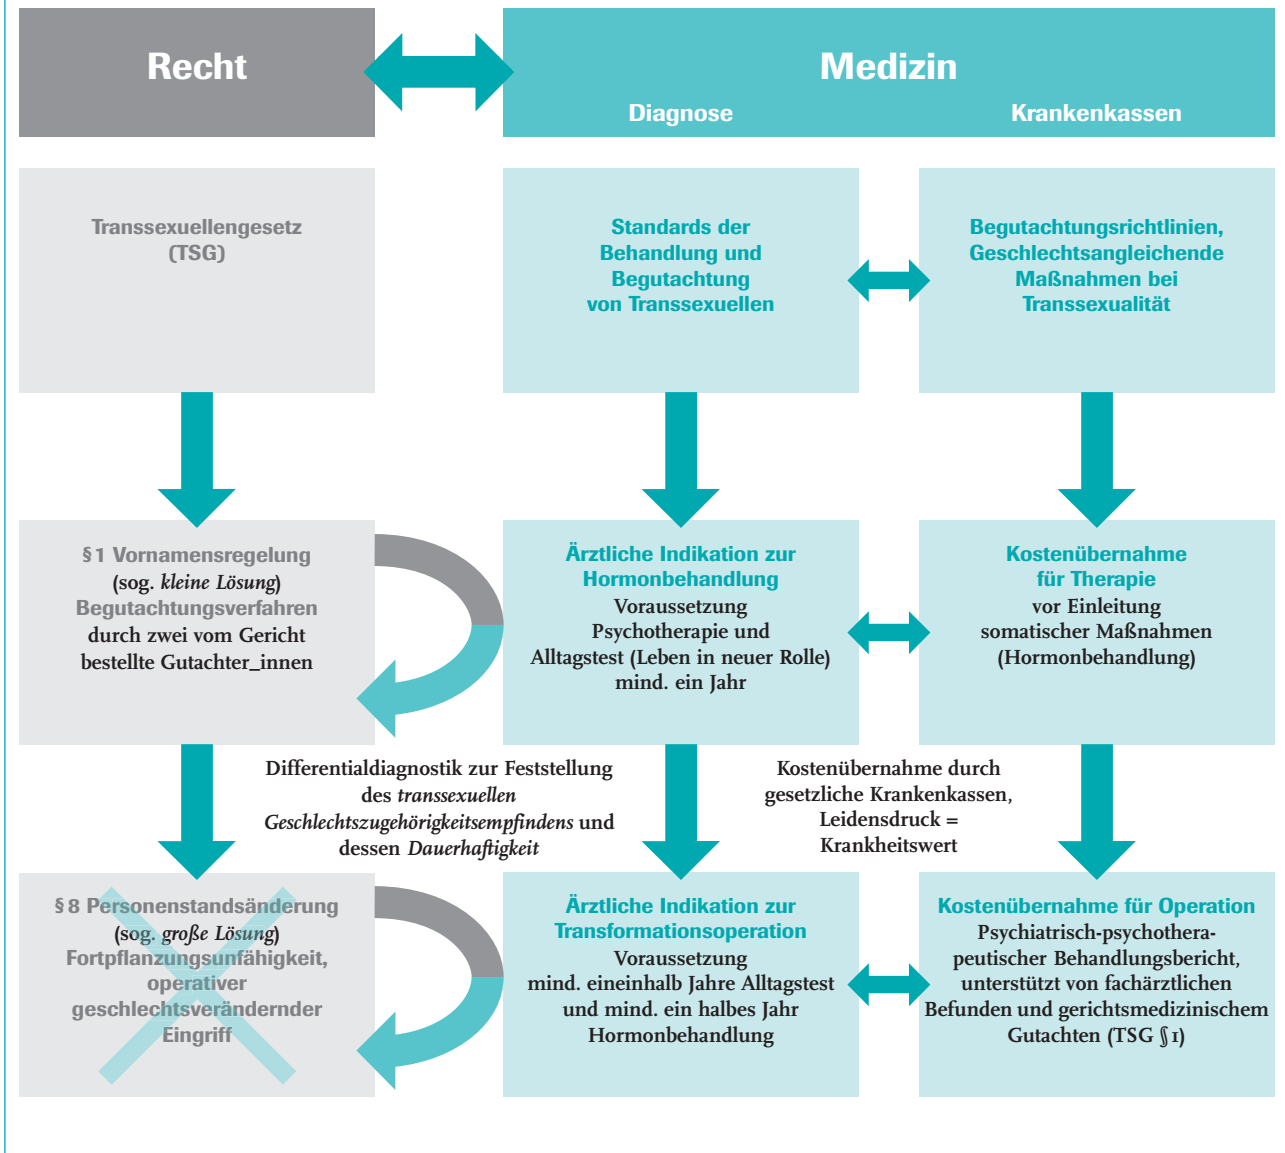 Recht
Medizin
Diagnose
Krankenkassen
Transsexuellengesetz
(TSG)
Standards der
Behandlung und
Begutachtung
von Transsexuellen
Begutachtungsrichtlinien,
Geschlechtsangleichende
Maßnahmen bei
Transsexualität
§ 1 Vornamensregelung
(sog. kleine Lösung)
Begutachtungsverfahren
durch zwei vom Gericht
bestellte Gutachter_innen
Ärztliche Indikation zur
Hormonbehandlung
Voraussetzung
Psychotherapie und
Alltagstest (Leben in neuer Rolle)
mind. ein Jahr
Kostenübernahme
für Therapie
vor Einleitung
somatischer Maßnahmen
(Hormonbehandlung)
Differentialdiagnostik zur Feststellung
des transsexuellen
Geschlechtszugehörigkeitsempfindens und
dessen Dauerhaftigkeit
Kostenübernahme durch
gesetzliche Krankenkassen,
Leidensdruck =
Krankheitswert
§ 8 Personenstandsänderung
(sog. große Lösung)
Fortpflanzungsunfähigkeit,
operativer
geschlechtsverändernder
Eingriff
Ärztliche Indikation zur
Transformationsoperation
Voraussetzung
mind. eineinhalb Jahre Alltagstest
und mind. ein halbes Jahr
Hormonbehandlung
Kostenübernahme für Operation
Psychiatrisch-psychothera-
peutischer Behandlungsbericht,
unterstützt von fachärztlichen
Befunden und gerichtsmedizinischem
Gutachten (TSG § 1)